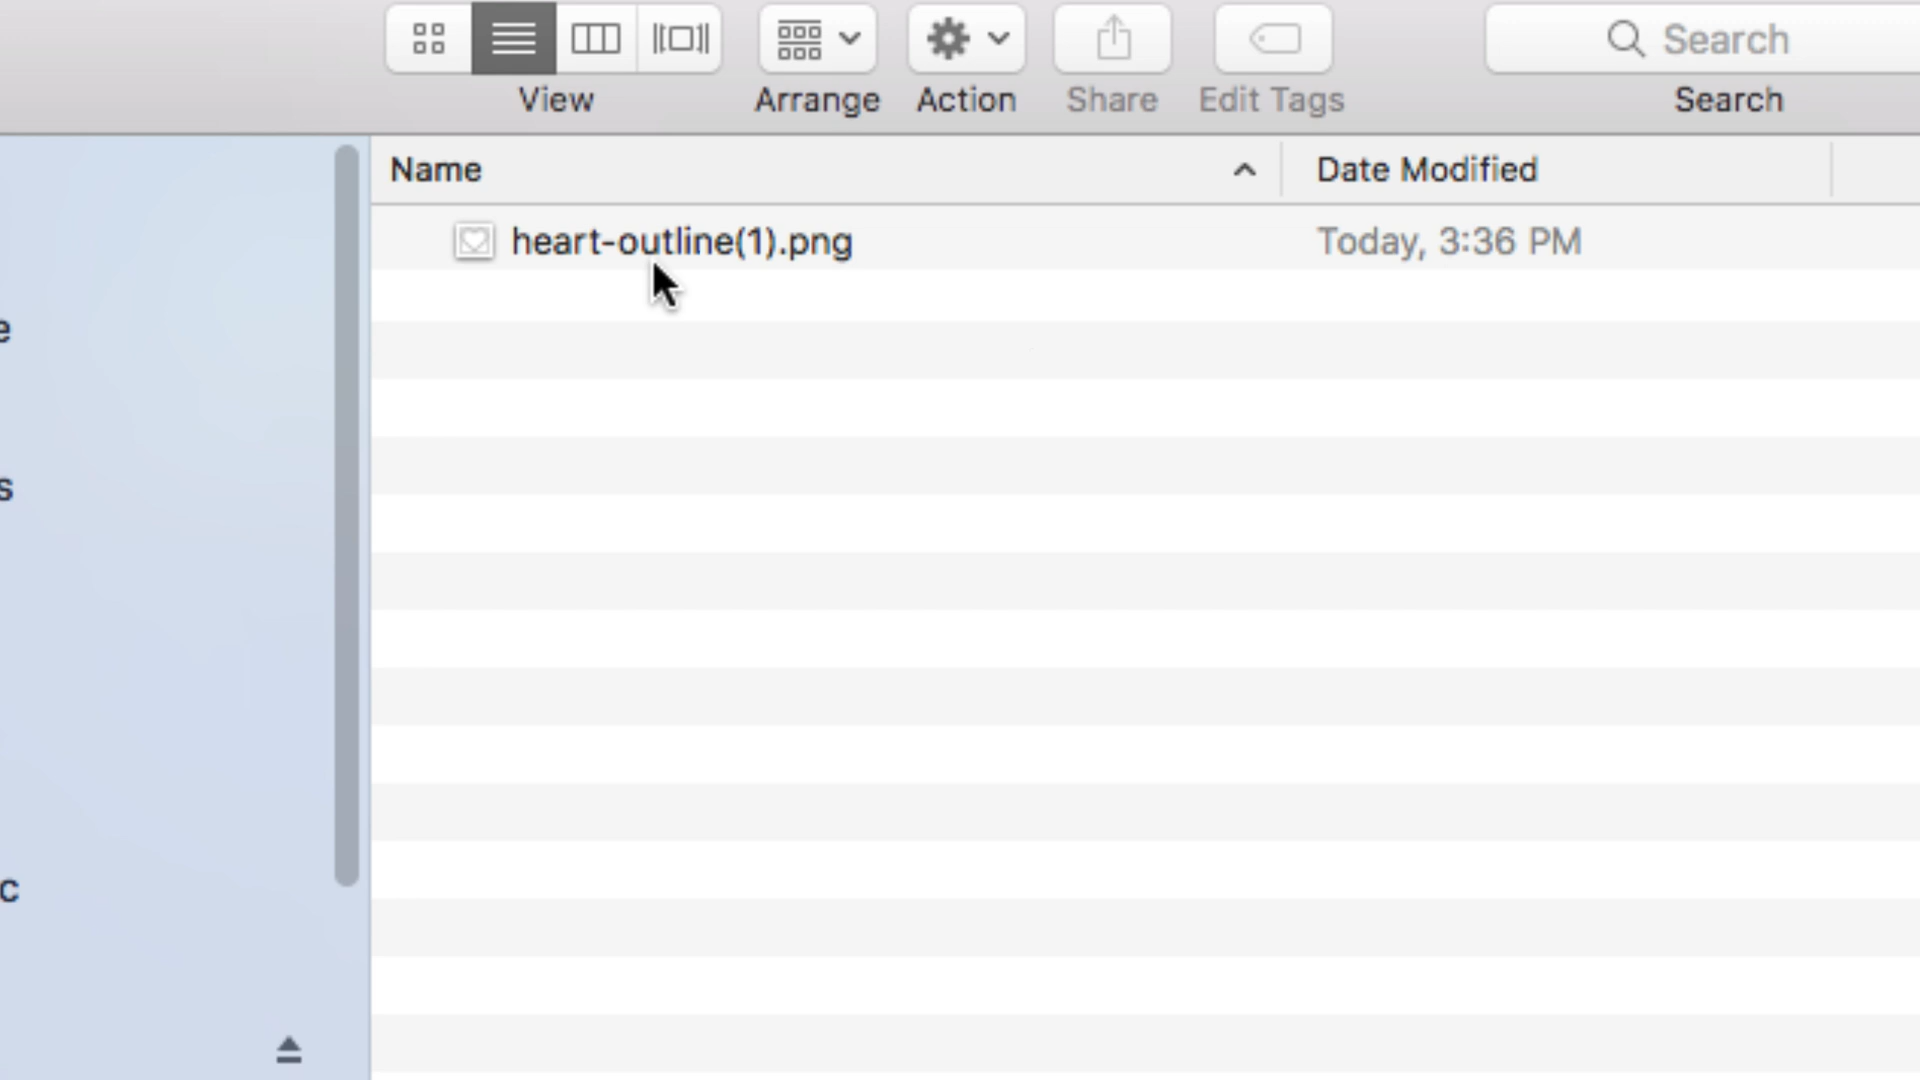 Search
View Arrange Action Share Edit Tags Search
Name Date Modified
heart-outline(1).png Today, 3:36 PM
e
s
c